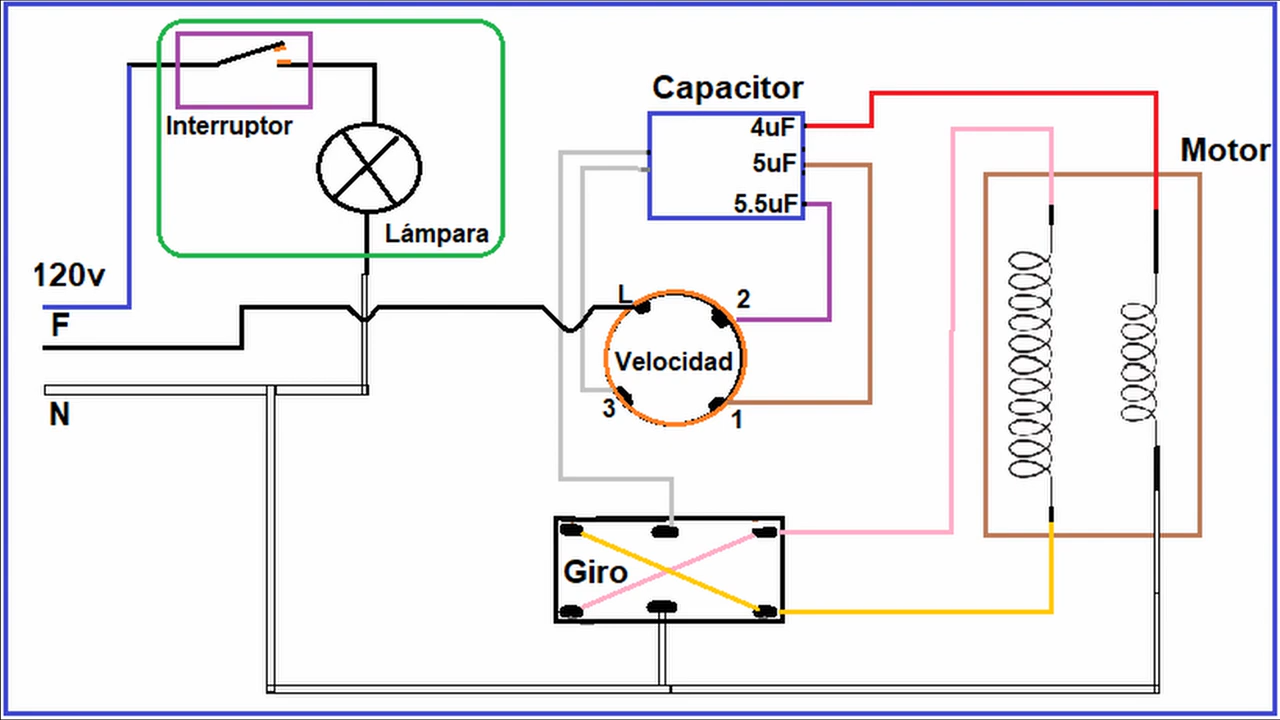 Interruptor
Lámpara
Capacitor
4uF
5uF
5.5uF
Motor
120v
F
N
L
2
Velocidad
3
1
Giro